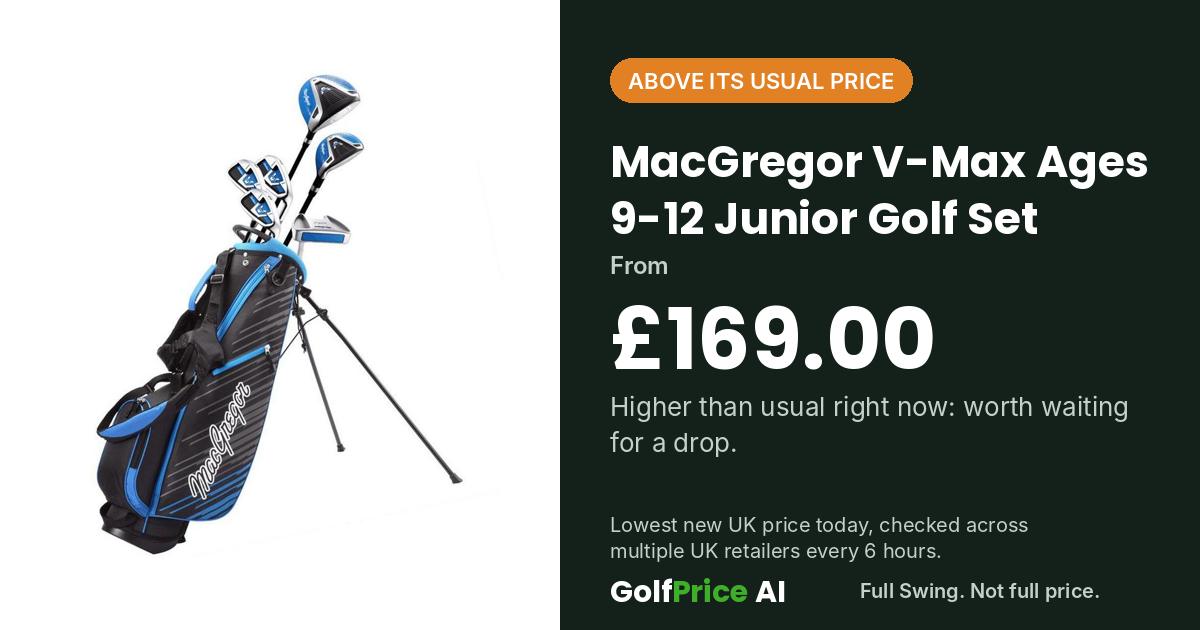 ABOVE ITS USUAL PRICE
MacGregor V-Max Ages
9-12 Junior Golf Set
From
£169.00
Higher than usual right now: worth waiting
for a drop.
Lowest new UK price today, checked across
multiple UK retailers every 6 hours.
GolfPrice AI
Full Swing. Not full price.
MacGregor